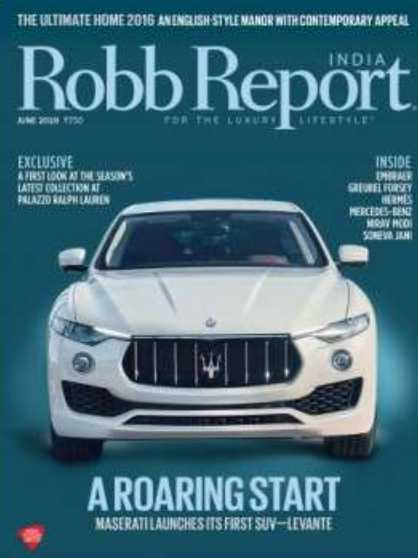 THE ULTIMATE HOME 2016 AN ENGLISH-STYLE MANOR WITH CONTEMPORARY APPEAL
INDIA
Robb Report
JUNE 2016 ₹750
FOR THE LUXURY LIFESTYLE
EXCLUSIVE
A FIRST LOOK AT THE SEASON'S
LATEST COLLECTION AT
PALAZZO RALPH LAUREN
INSIDE
EMBRAER
GREUBEL FORSEY
HERMÈS
MERCEDES-BENZ
NIRAV MODI
SONEVA JANI
A ROARING START
MASERATI LAUNCHES ITS FIRST SUV—LEVANTE